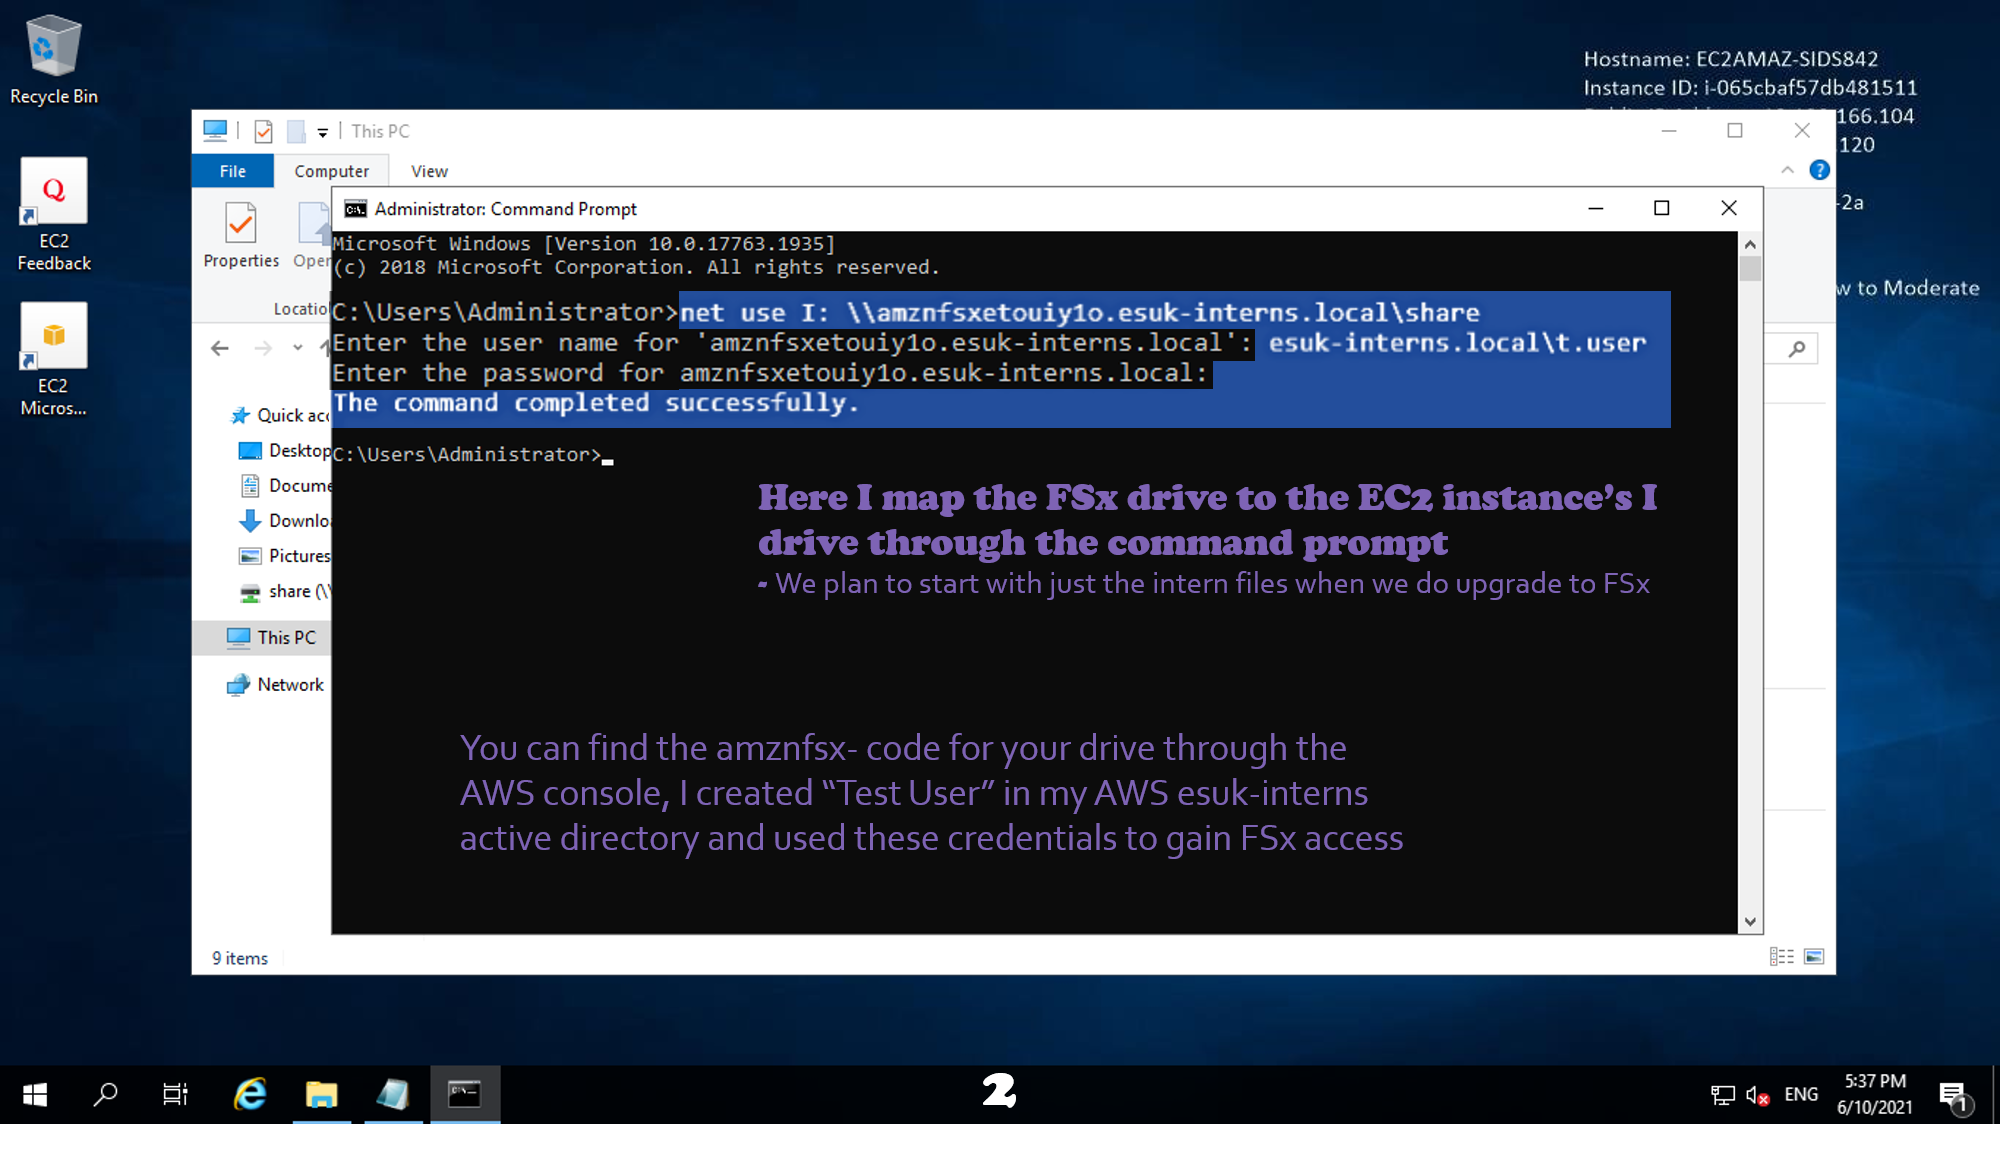 Recycle Bin
EC2
Feedback
EC2
Micros...
Hostname: EC2AMAZ-SIDS842
Instance ID: i-065cbaf57db481511
166.104
120
-2a
w to Moderate
This PC
File
Computer
View
Properties
Open
Locatio
Quick acc
Desktop
Docume
Downloa
Pictures
share (\\
This PC
Network
9 items
Administrator: Command Prompt
Microsoft Windows [Version 10.0.17763.1935]
(c) 2018 Microsoft Corporation. All rights reserved.
C:\Users\Administrator>net use I: \\amznfsxetouiy1o.esuk-interns.local\share
Enter the user name for 'amznfsxetouiy1o.esuk-interns.local': esuk-interns.local\t.user
Enter the password for amznfsxetouiy1o.esuk-interns.local:
The command completed successfully.
C:\Users\Administrator>
Here I map the FSx drive to the EC2 instance’s I
drive through the command prompt
- We plan to start with just the intern files when we do upgrade to FSx
You can find the amznfsx- code for your drive through the
AWS console, I created “Test User” in my AWS esuk-interns
active directory and used these credentials to gain FSx access
2
ENG
5:37 PM
6/10/2021
1